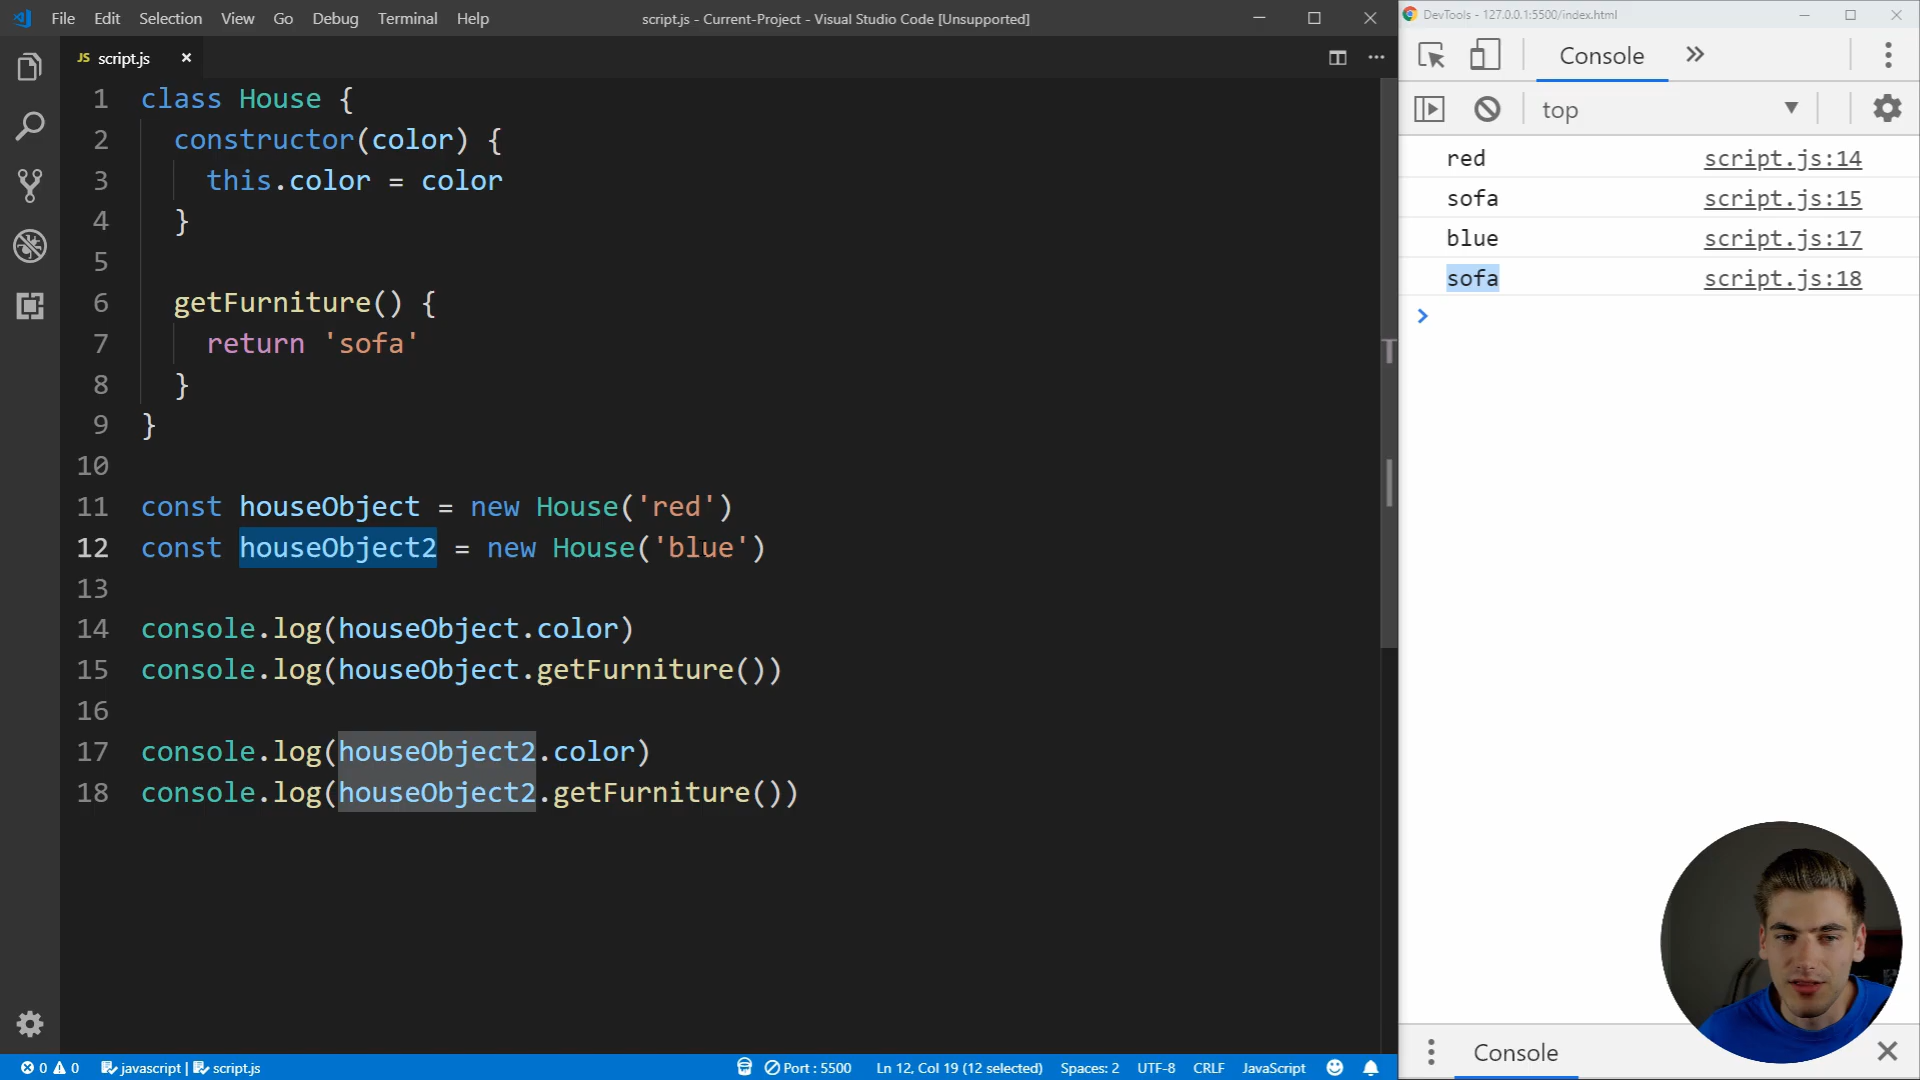 File Edit Selection View Go Debug Terminal Help
script.js - Current-Project - Visual Studio Code [Unsupported]
JS script.js ×
1 class House {
2 constructor(color) {
3 this.color = color
4 }
5
6 getFurniture() {
7 return 'sofa'
8 }
9 }
10
11 const houseObject = new House('red')
12 const houseObject2 = new House('blue')
13
14 console.log(houseObject.color)
15 console.log(houseObject.getFurniture())
16
17 console.log(houseObject2.color)
18 console.log(houseObject2.getFurniture())
0 0 javascript | script.js
Port : 5500 Ln 12, Col 19 (12 selected) Spaces: 2 UTF-8 CRLF JavaScript
DevTools - 127.0.0.1:5500/index.html
Console »
top
red script.js:14
sofa script.js:15
blue script.js:17
sofa script.js:18
>
Console